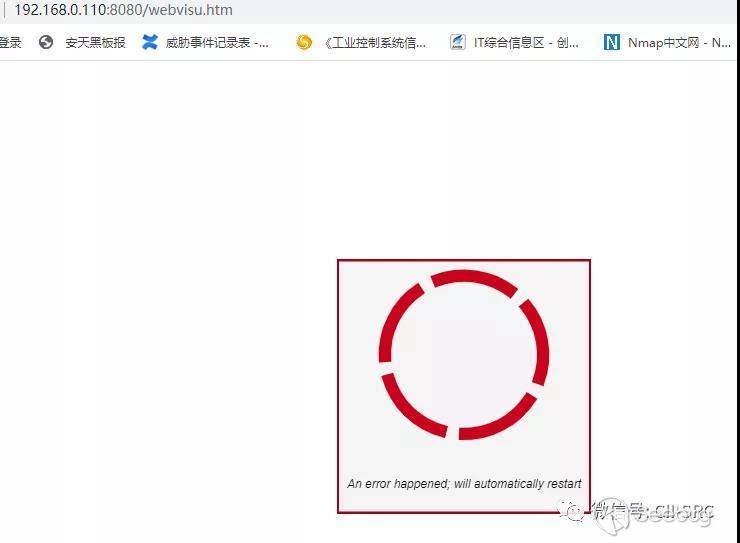 192.168.0.110:8080/webvisu.htm
登录 安天黑板报 威胁事件记录表 -... 《工业控制系统信... IT综合信息区 - 创... Nmap中文网 - N...
An error happened; will automatically restart
微信号: CII-SRC